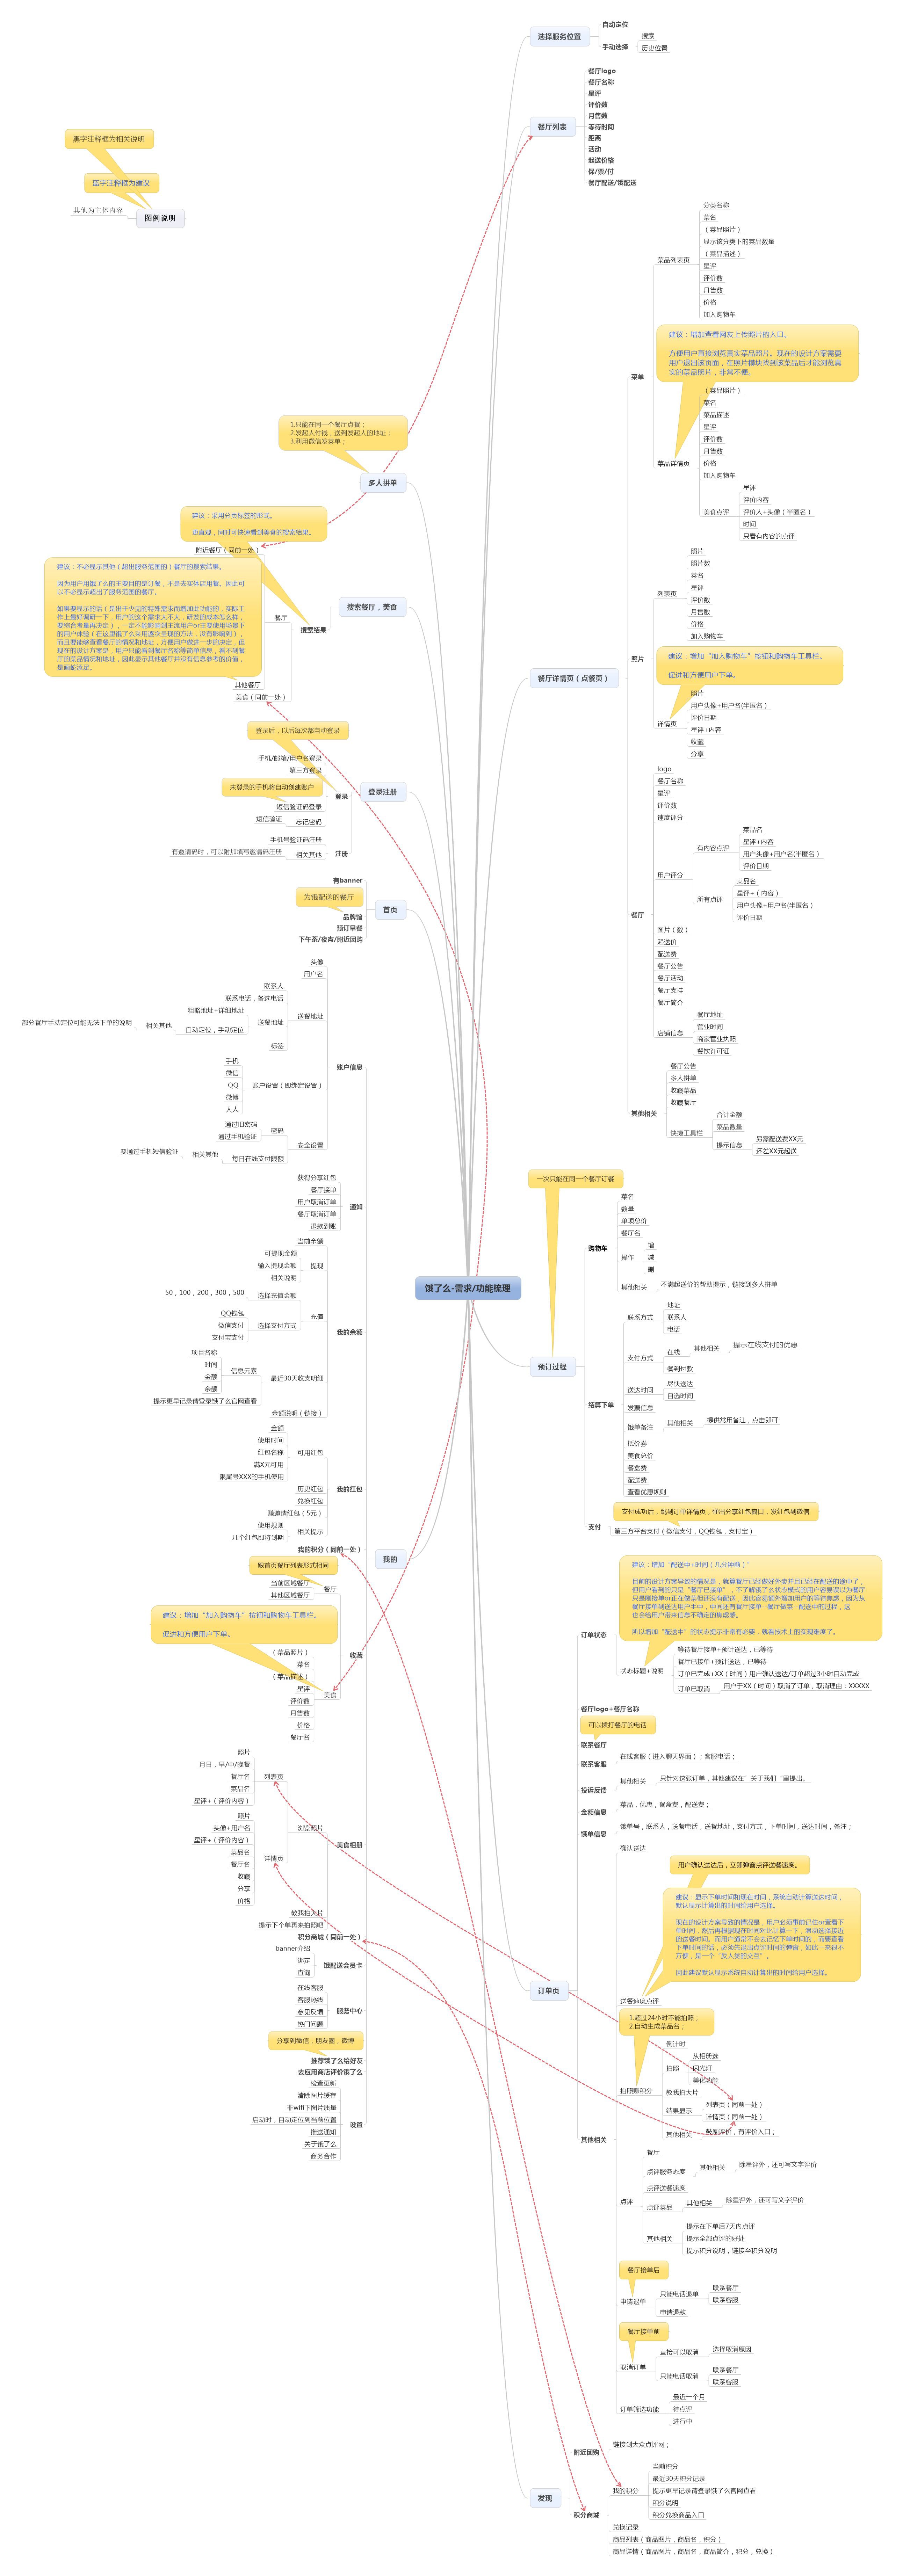 饿了么-需求/功能梳理
图例说明
黑字注释框为相关说明
蓝字注释框为建议
其他为主体内容
选择服务位置
自动定位
手动选择
搜索
历史位置
餐厅列表
餐厅logo
餐厅名称
星评
评价数
月售数
等待时间
距离
活动
起送价格
保/票/付
餐厅配送/饿配送
餐厅详情页（点餐页）
菜单
菜品列表页
分类名称
菜名
（菜品照片）
显示该分类下的菜品数量
（菜品描述）
星评
评价数
月售数
价格
加入购物车
建议：增加查看网友上传照片的入口。
方便用户直接浏览真实菜品照片。现在的设计方案需要
用户退出该页面，在照片模块找到该菜品后才能浏览真
实的菜品照片，非常不便。
菜品详情页
（菜品照片）
菜名
菜品描述
星评
评价数
月售数
价格
加入购物车
美食点评
星评
评价内容
评价人+头像（半匿名）
时间
只看有内容的点评
照片
列表页
照片
照片数
菜名
星评
评价数
月售数
价格
加入购物车
建议：增加“加入购物车”按钮和购物车工具栏。
促进和方便用户下单。
详情页
照片
用户头像+用户名(半匿名）
评价日期
星评+内容
收藏
分享
餐厅
logo
餐厅名称
星评
评价数
速度评分
用户评分
有内容点评
菜品名
星评+内容
用户头像+用户名(半匿名）
评价日期
所有点评
菜品名
星评+（内容）
用户头像+用户名(半匿名）
评价日期
图片（数）
起送价
配送费
餐厅公告
餐厅活动
餐厅支持
餐厅简介
店铺信息
餐厅地址
营业时间
商家营业执照
餐饮许可证
其他相关
餐厅公告
多人拼单
收藏菜品
收藏餐厅
快捷工具栏
合计金额
菜品数量
提示信息
另需配送费XX元
还差XX元起送
预订过程
一次只能在同一个餐厅订餐
购物车
菜名
数量
单项总价
餐厅名
操作
增
减
删
其他相关
不满起送价的帮助提示，链接到多人拼单
结算下单
联系方式
地址
联系人
电话
支付方式
在线
其他相关
提示在线支付的优惠
餐到付款
送达时间
尽快送达
自选时间
发票信息
饿单备注
其他相关
提供常用备注，点击即可
抵价券
美食总价
餐盒费
配送费
查看优惠规则
支付成功后，跳到订单详情页，弹出分享红包窗口，发红包到微信
支付
第三方平台支付（微信支付，QQ钱包，支付宝）
订单页
订单状态
建议：增加“配送中+时间（几分钟前）”
目前的设计方案导致的情况是，就算餐厅已经做好外卖并且已经在配送的途中了，
但用户看到的只是“餐厅已接单”，不了解饿了么状态模式的用户容易误以为餐厅
只是刚接单or正在做菜但还没有配送，因此容易额外增加用户的等待焦虑，因为从
餐厅接单到送达用户手中，中间还有餐厅接单--餐厅做菜--配送中的过程，这
也会给用户带来信息不确定的焦虑感。
所以增加“配送中”的状态提示非常有必要，就看技术上的实现难度了。
状态标题+说明
等待餐厅接单+预计送达，已等待
餐厅已接单+预计送达，已等待
订单已完成+XX（时间）用户确认送达/订单超过3小时自动完成
订单已取消
用户于XX（时间）取消了订单，取消理由：XXXXX
餐厅logo+餐厅名称
可以拨打餐厅的电话
联系餐厅
联系客服
在线客服（进入聊天界面）；客服电话；
投诉反馈
其他相关
只针对这张订单，其他建议在”关于我们“里提出。
金额信息
菜品，优惠，餐盒费，配送费；
饿单信息
饿单号，联系人，送餐电话，送餐地址，支付方式，下单时间，送达时间，备注；
其他相关
确认送达
用户确认送达后，立即弹窗点评送餐速度。
建议：显示下单时间和现在时间，系统自动计算送达时间，
默认显示计算出的时间给用户选择。
现在的设计方案导致的情况是，用户必须事前记住or查看下
单时间，然后再根据现在时间对比计算一下，滑动选择接近
的送餐时间。而用户通常不会去记忆下单时间的，而要查看
下单时间的话，必须先退出点评时间的弹窗，如此一来很不
方便，是一个“反人类的交互”。
因此建议默认显示系统自动计算出的时间给用户选择。
送餐速度点评
1.超过24小时不能拍照；
2.自动生成菜品名；
拍照赚积分
倒计时
拍照
从相册选
闪光灯
美化功能
教我拍大片
结果显示
列表页（同前一处）
详情页（同前一处）
其他相关
鼓励评价，有评价入口；
点评
餐厅
点评服务态度
其他相关
除星评外，还可写文字评价
点评送餐速度
点评菜品
其他相关
除星评外，还可写文字评价
其他相关
提示在下单后7天内点评
提示全部点评的好处
提示积分说明，链接至积分说明
餐厅接单后
申请退单
只能电话退单
联系餐厅
联系客服
申请退款
餐厅接单前
取消订单
直接可以取消
选择取消原因
只能电话取消
联系餐厅
联系客服
订单筛选功能
最近一个月
待点评
进行中
发现
附近团购
链接到大众点评网；
积分商城
我的积分
当前积分
最近30天积分记录
提示更早记录请登录饿了么官网查看
积分说明
积分兑换商品入口
兑换记录
商品列表（商品图片，商品名，积分）
商品详情（商品图片，商品名，商品简介，积分，兑换）
多人拼单
1.只能在同一个餐厅点餐；
2.发起人付钱，送到发起人的地址；
3.利用微信发菜单；
搜索餐厅，美食
搜索结果
建议：采用分页标签的形式。
更直观，同时可快速看到美食的搜索结果。
餐厅
附近餐厅（同前一处）
建议：不必显示其他（超出服务范围的）餐厅的搜索结果。
因为用户用饿了么的主要目的是订餐，不是去实体店用餐。因此可
以不必显示超出了服务范围的餐厅。
如果要显示的话（是出于少见的特殊需求而增加此功能的，实际工
作上最好调研一下，用户的这个需求大不大，研发的成本怎么样，
要综合考量再决定），一定不能影响到主流用户or主要使用场景下
的用户体验（在这里饿了么采用逐次呈现的方法，没有影响到），
而且要能够查看餐厅的情况和地址，方便用户做进一步的决定，但
现在的设计方案是，用户只能看到餐厅名称等简单信息，看不到餐
厅的菜品情况和地址，因此显示其他餐厅并没有信息参考的价值，
是画蛇添足。
其他餐厅
美食（同前一处）
登录注册
登录后，以后每次都自动登录
登录
手机/邮箱/用户名登录
第三方登录
未登录的手机将自动创建账户
短信验证码登录
忘记密码
短信验证
注册
手机号验证码注册
相关其他
有邀请码时，可以附加填写邀请码注册
首页
有banner
为饿配送的餐厅
品牌馆
预订早餐
下午茶/夜宵/附近团购
我的
账户信息
头像
用户名
送餐地址
联系人
联系电话，备选电话
送餐地址
粗略地址+详细地址
自动定位，手动定位
相关其他
部分餐厅手动定位可能无法下单的说明
标签
账户设置（即绑定设置）
手机
微信
QQ
微博
人人
安全设置
密码
通过旧密码
通过手机验证
每日在线支付限额
相关其他
要通过手机短信验证
通知
获得分享红包
餐厅接单
用户取消订单
餐厅取消订单
退款到账
我的余额
当前余额
提现
可提现金额
输入提现金额
相关说明
充值
选择充值金额
50，100，200，300，500
选择支付方式
QQ钱包
微信支付
支付宝支付
最近30天收支明细
信息元素
项目名称
时间
金额
余额
提示更早记录请登录饿了么官网查看
余额说明（链接）
我的红包
可用红包
金额
使用时间
红包名称
满X元可用
限尾号XXX的手机使用
历史红包
兑换红包
赚邀请红包（5元）
相关提示
使用规则
几个红包即将到期
我的积分（同前一处）
收藏
跟首页餐厅列表形式相同
餐厅
当前区域餐厅
其他区域餐厅
建议：增加“加入购物车”按钮和购物车工具栏。
促进和方便用户下单。
美食
（菜品照片）
菜名
（菜品描述）
星评
评价数
月售数
价格
餐厅名
美食相册
浏览照片
列表页
照片
月日，早/中/晚餐
餐厅名
菜品名
星评+（评价内容）
详情页
照片
头像+用户名
星评+（评价内容）
菜品名
餐厅名
收藏
分享
价格
教我拍大片
提示下个单再来拍照吧
积分商城（同前一处）
饿配送会员卡
banner介绍
绑定
查询
服务中心
在线客服
客服热线
意见反馈
热门问题
分享到微信，朋友圈，微博
推荐饿了么给好友
去应用商店评价饿了么
设置
检查更新
清除图片缓存
非wifi下图片质量
启动时，自动定位到当前位置
推送通知
关于饿了么
商务合作